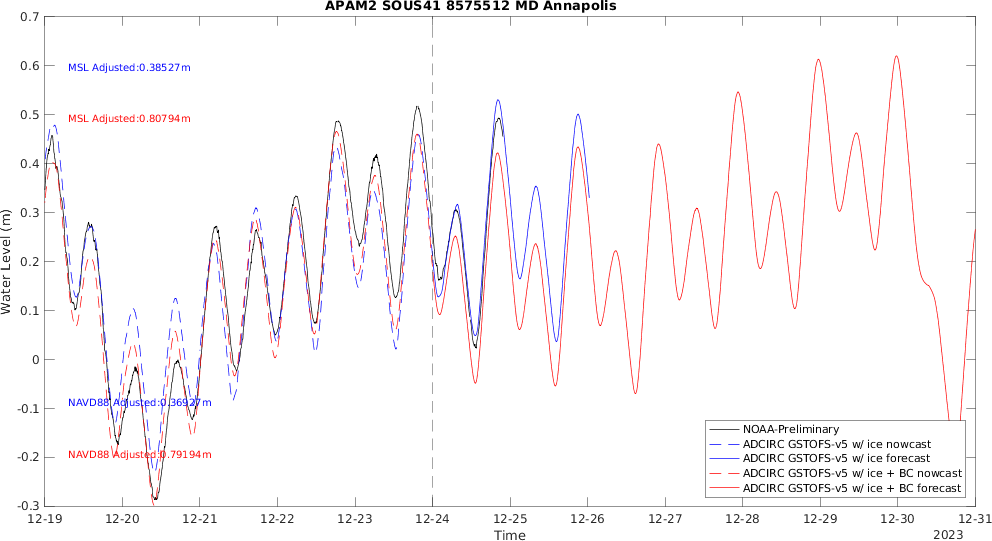 APAM2 SOUS41 8575512 MD Annapolis
0.7
0.6
0.5
0.4
0.3
0.2
0.1
0
-0.1
-0.2
-0.3
Water Level (m)
MSL Adjusted:0.38527m
MSL Adjusted:0.80794m
NAVD88 Adjusted:0.36927m
NAVD88 Adjusted:0.79194m
NOAA-Preliminary
ADCIRC GSTOFS-v5 w/ ice nowcast
ADCIRC GSTOFS-v5 w/ ice forecast
ADCIRC GSTOFS-v5 w/ ice + BC nowcast
ADCIRC GSTOFS-v5 w/ ice + BC forecast
12-19 12-20 12-21 12-22 12-23 12-24 12-25 12-26 12-27 12-28 12-29 12-30 12-31
Time
2023